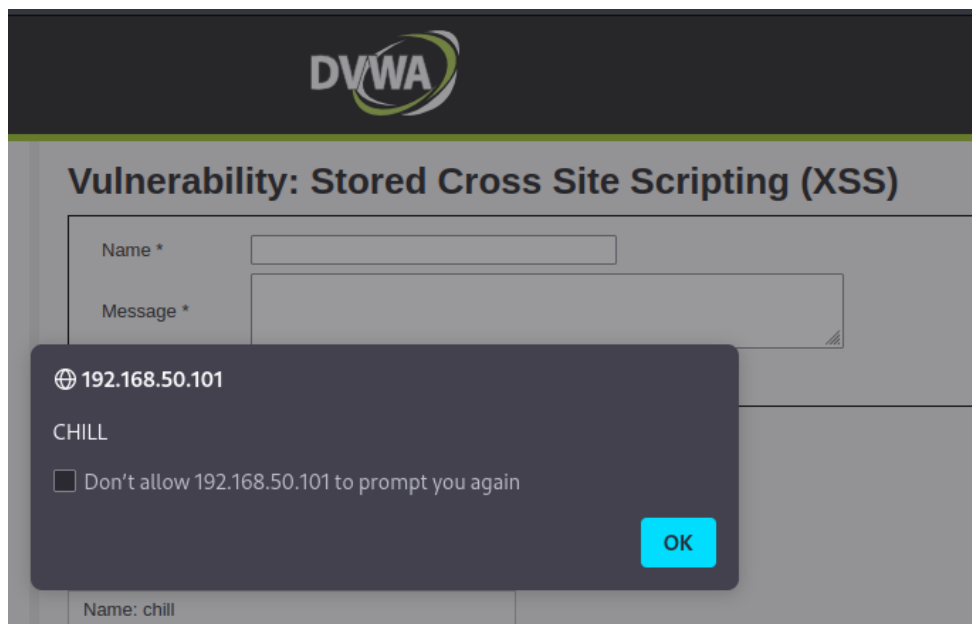 DVWA
Vulnerability: Stored Cross Site Scripting (XSS)
Name *
Message *
192.168.50.101
CHILL
Don't allow 192.168.50.101 to prompt you again
OK
Name: chill